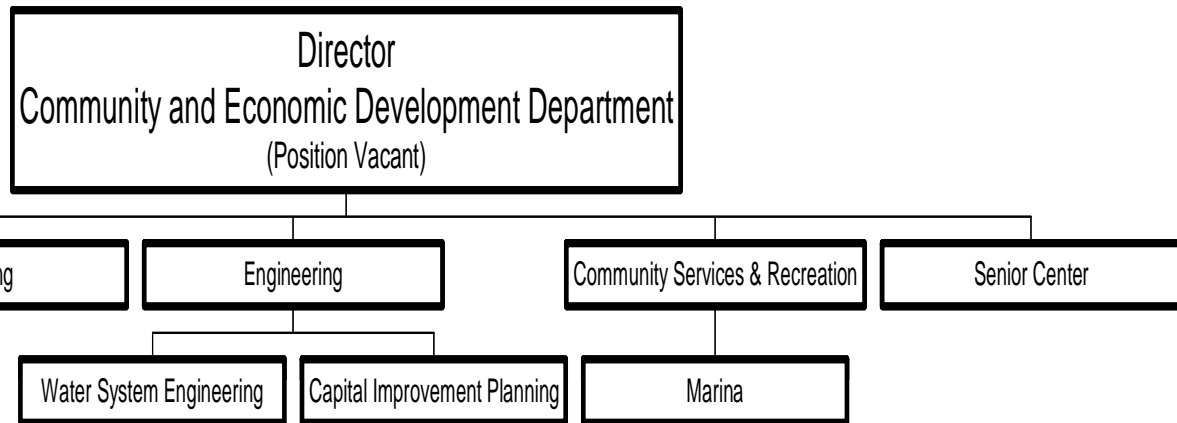 Director
Community and Economic Development Department
(Position Vacant)
Engineering
Community Services & Recreation
Senior Center
Water System Engineering
Capital Improvement Planning
Marina